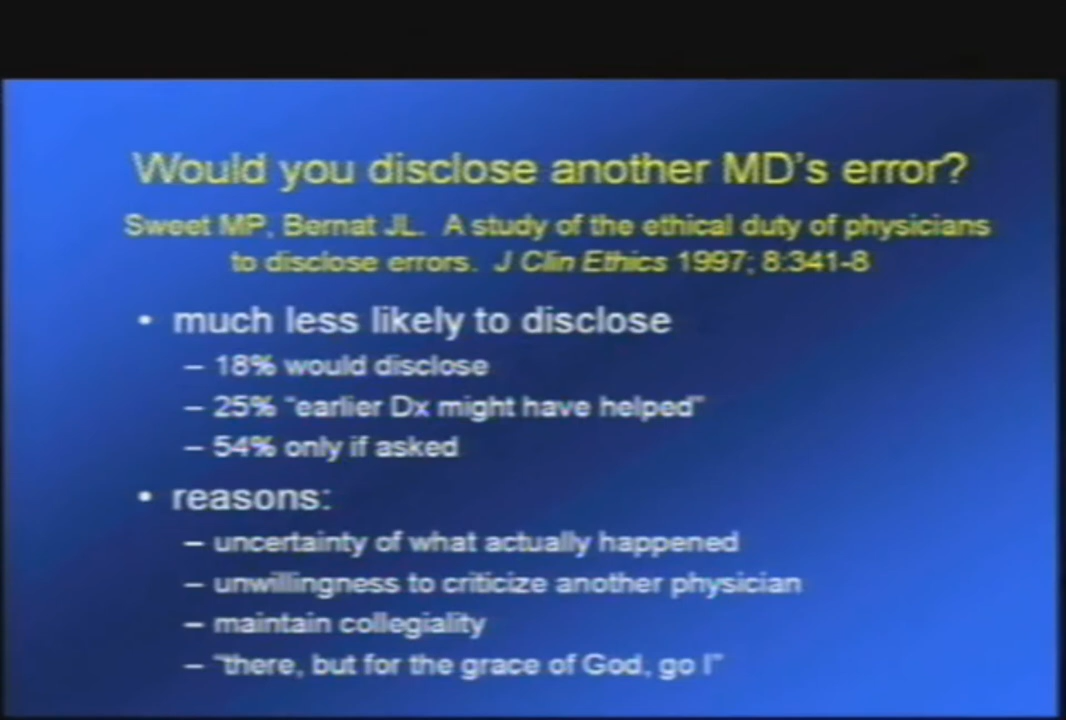 Would you disclose another MD's error?
Sweet MP, Bernat JL. A study of the ethical duty of physicians
to disclose errors. J Clin Ethics 1997; 8:341-8
• much less likely to disclose
– 18% would disclose
– 25% "earlier Dx might have helped"
– 54% only if asked
• reasons:
– uncertainty of what actually happened
– unwillingness to criticize another physician
– maintain collegiality
– "there, but for the grace of God, go I"